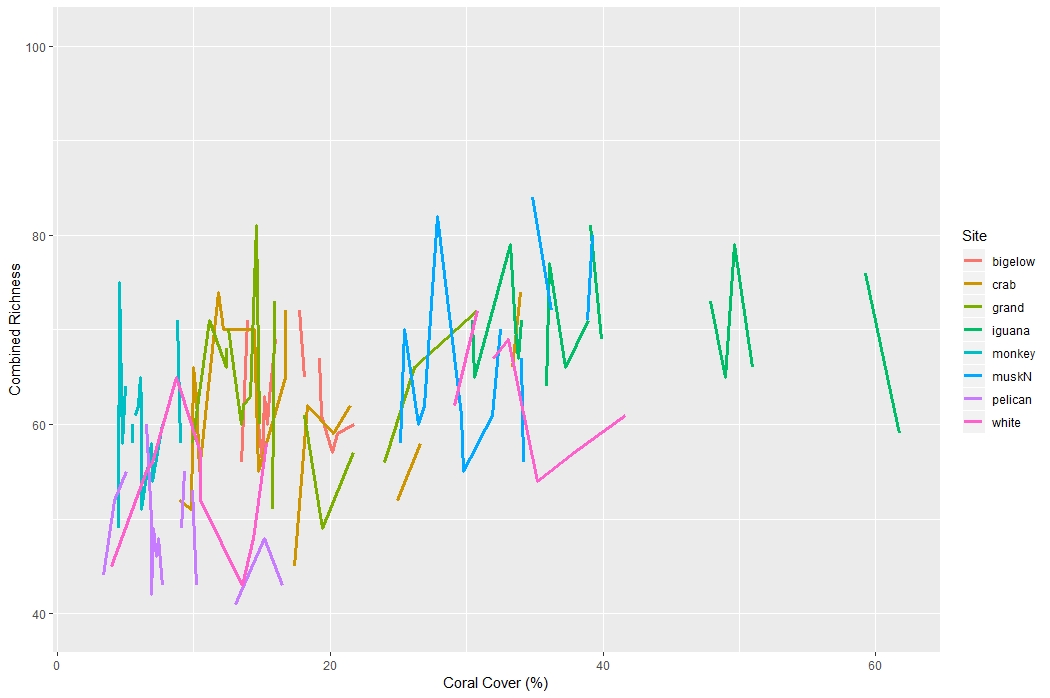 100
80
60
40
Combined Richness
0
20
40
60
Coral Cover (%)
Site
bigelow
crab
grand
iguana
monkey
muskN
pelican
white